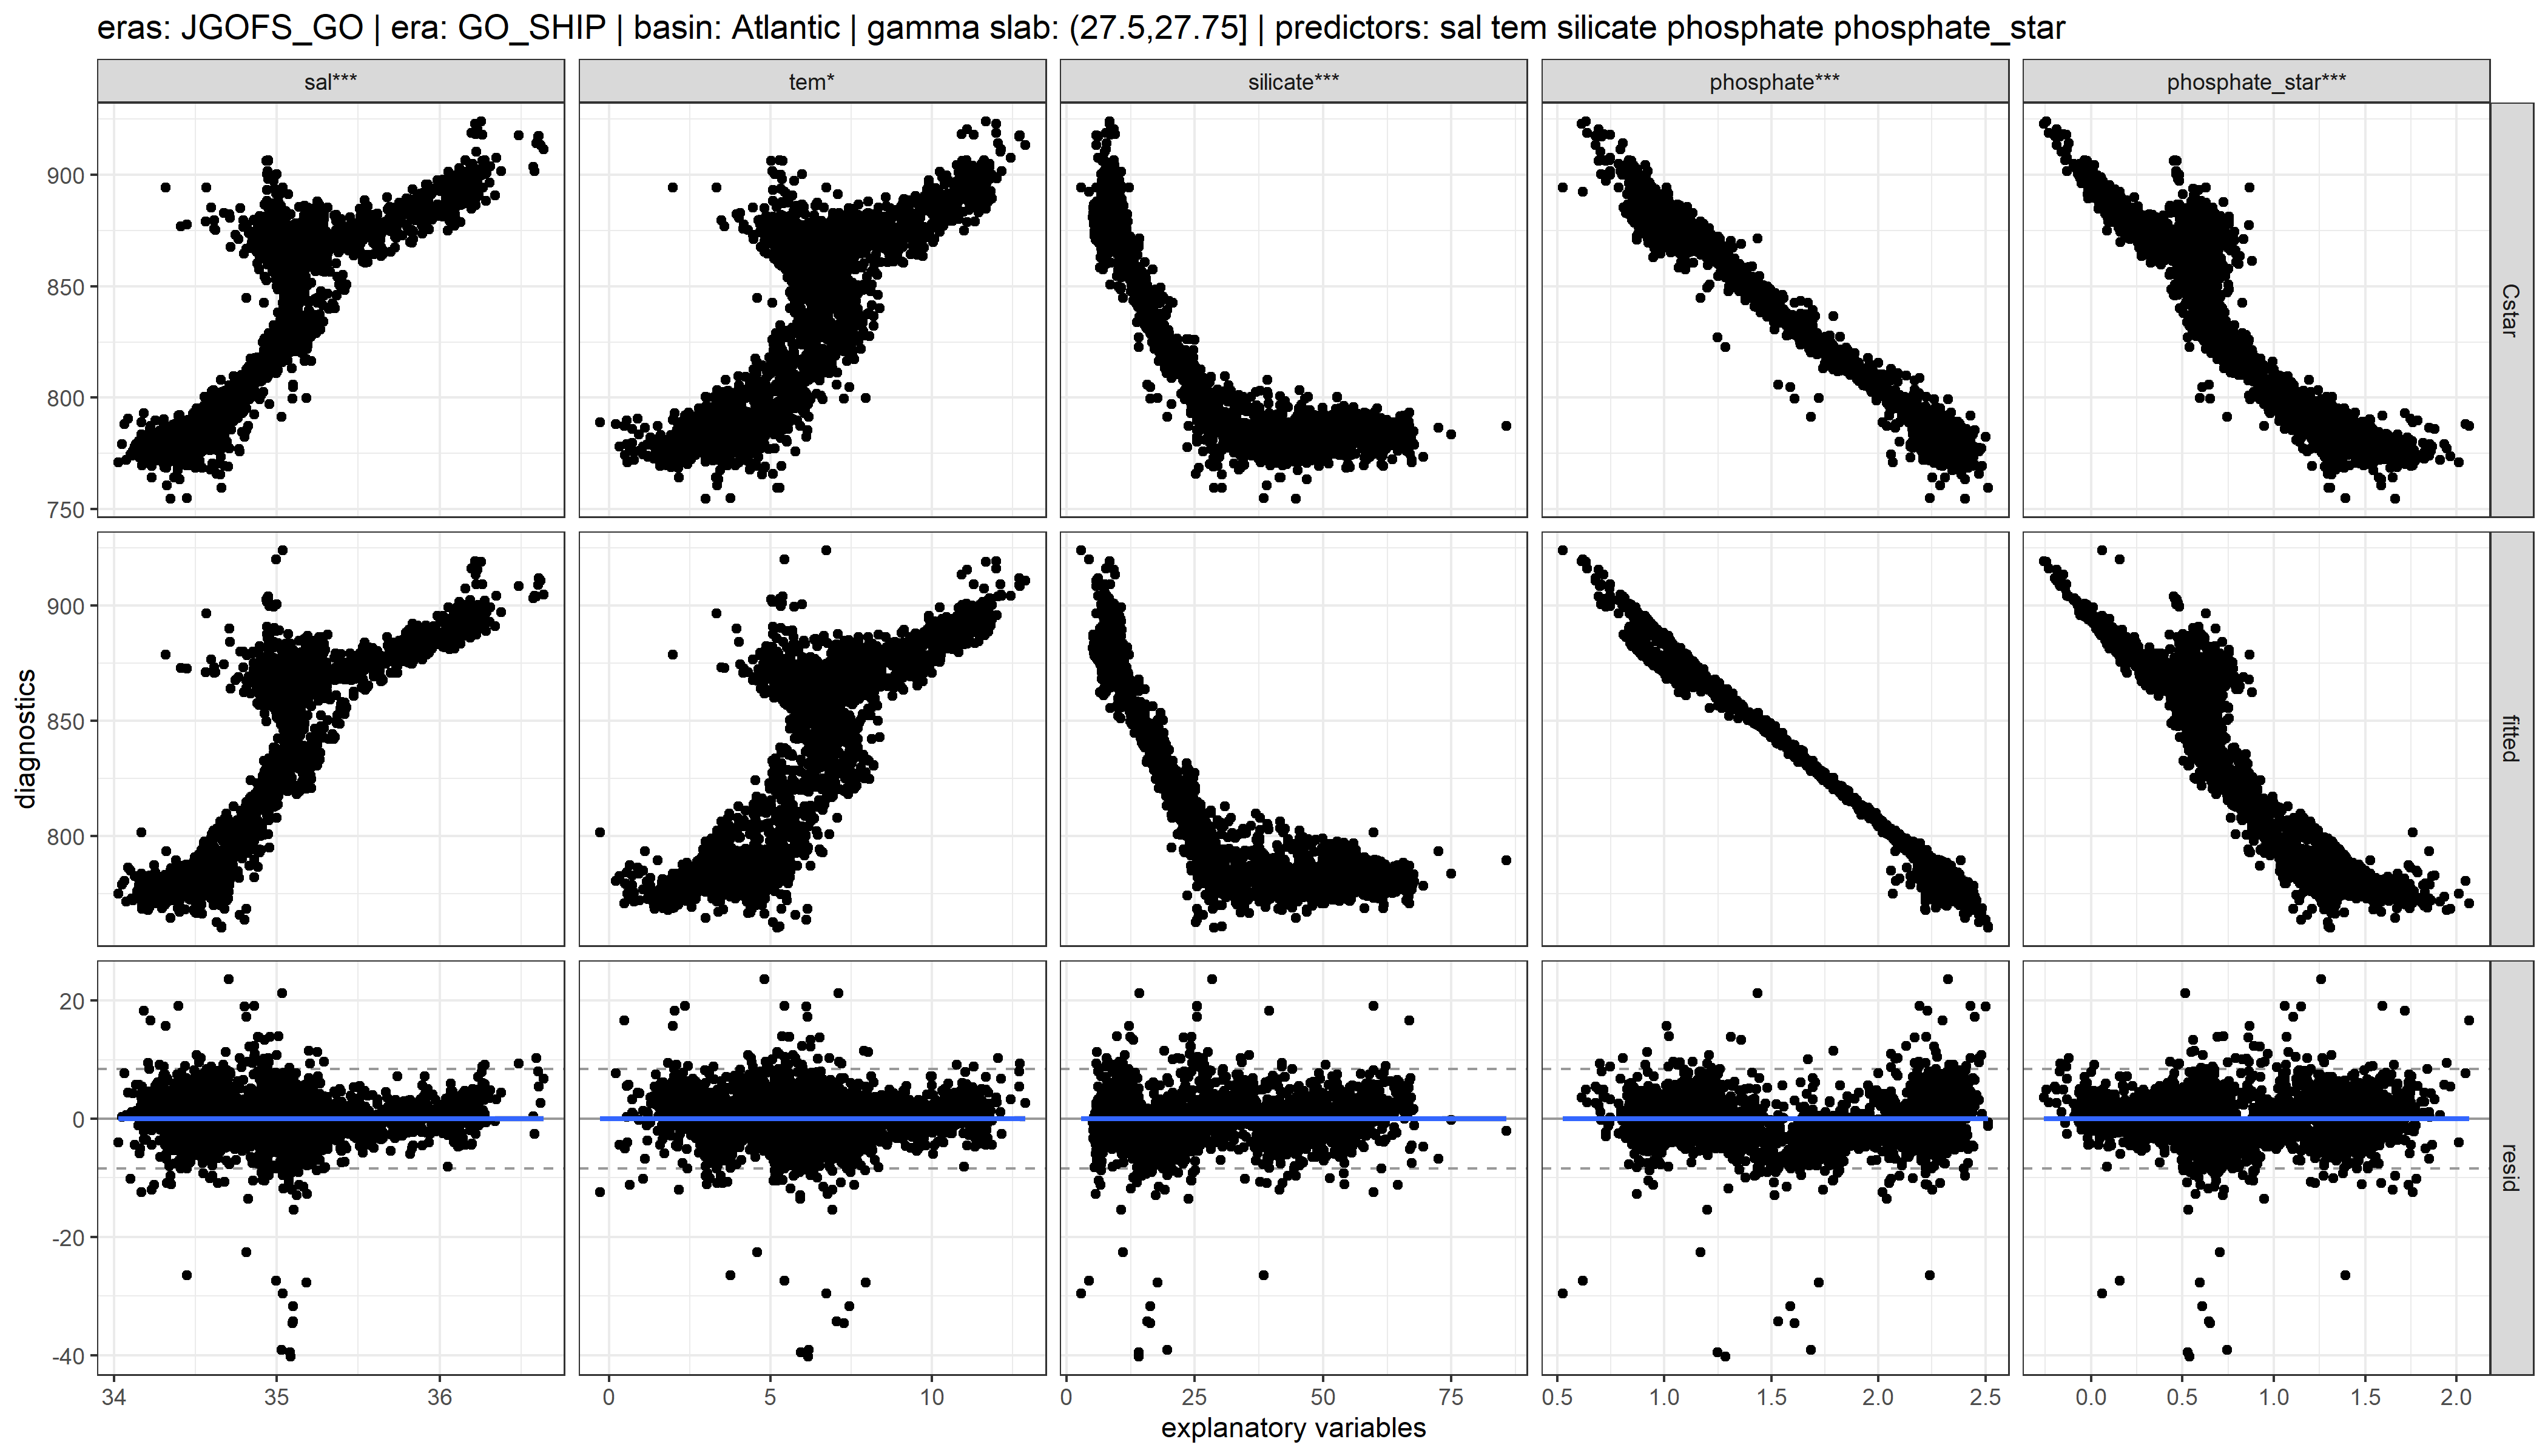 eras: JGOFS_GO | era: GO_SHIP | basin: Atlantic | gamma slab: (27.5,27.75] | predictors: sal tem silicate phosphate phosphate_star
sal*** tem* silicate*** phosphate*** phosphate_star***
900
850
800
750
Cstar
900
850
800
fitted
diagnostics
20
0
-20
-40
resid
34 35 36 0 5 10 0 25 50 75 0.5 1.0 1.5 2.0 2.5 0.0 0.5 1.0 1.5 2.0
explanatory variables